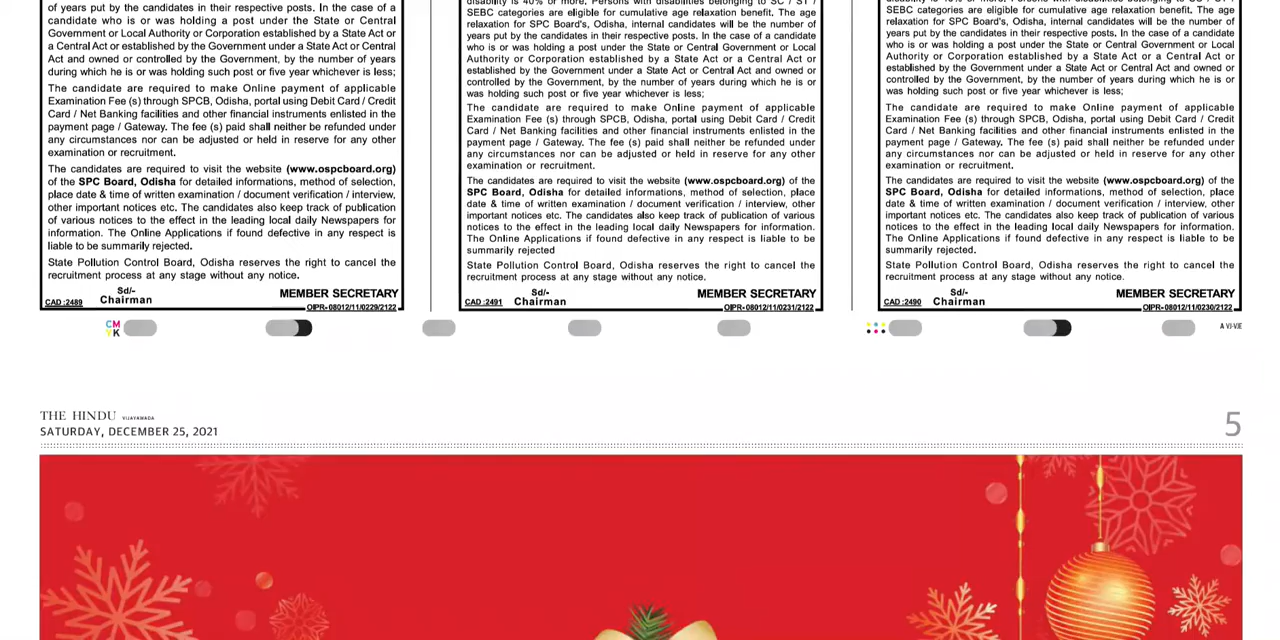 of years put by the candidates in their respective posts. In the case of a
candidate who is or was holding a post under the State or Central
Government or Local Authority or Corporation established by a State Act or
a Central Act or established by the Government under a State Act or Central
Act and owned or controlled by the Government, by the number of years
during which he is or was holding such post or five year whichever is less;
The candidate are required to make Online payment of applicable
Examination Fee (s) through SPCB, Odisha, portal using Debit Card / Credit
Card / Net Banking facilities and other financial instruments enlisted in the
payment page / Gateway. The fee (s) paid shall neither be refunded under
any circumstances nor can be adjusted or held in reserve for any other
examination or recruitment.
The candidates are required to visit the website (www.ospcboard.org)
of the SPC Board, Odisha for detailed informations, method of selection,
place date & time of written examination / document verification / interview,
other important notices etc. The candidates also keep track of publication
of various notices to the effect in the leading local daily Newspapers for
information. The Online Applications if found defective in any respect is
liable to be summarily rejected.
State Pollution Control Board, Odisha reserves the right to cancel the
recruitment process at any stage without any notice.
Sd/-
Chairman
MEMBER SECRETARY
CAD :2489
OIPR- 08012/11/0229/2122
disability is 40% or more. Persons with disabilities belonging to SC / ST /
SEBC categories are eligible for cumulative age relaxation benefit. The age
relaxation for SPC Board's, Odisha, internal candidates will be the number of
years put by the candidates in their respective posts. In the case of a candidate
who is or was holding a post under the State or Central Government or Local
Authority or Corporation established by a State Act or a Central Act or
established by the Government under a State Act or Central Act and owned or
controlled by the Government, by the number of years during which he is or
was holding such post or five year whichever is less;
The candidate are required to make Online payment of applicable
Examination Fee (s) through SPCB, Odisha, portal using Debit Card / Credit
Card / Net Banking facilities and other financial instruments enlisted in the
payment page / Gateway. The fee (s) paid shall neither be refunded under
any circumstances nor can be adjusted or held in reserve for any other
examination or recruitment.
The candidates are required to visit the website (www.ospcboard.org) of the
SPC Board, Odisha for detailed informations, method of selection, place
date & time of written examination / document verification / interview, other
important notices etc. The candidates also keep track of publication of various
notices to the effect in the leading local daily Newspapers for information.
The Online Applications if found defective in any respect is liable to be
summarily rejected
State Pollution Control Board, Odisha reserves the right to cancel the
recruitment process at any stage without any notice.
Sd/-
Chairman
MEMBER SECRETARY
CAD :2491
OIPR- 08012/11/0231/2122
SEBC categories are eligible for cumulative age relaxation benefit. The age
relaxation for SPC Board's, Odisha, internal candidates will be the number of
years put by the candidates in their respective posts. In the case of a candidate
who is or was holding a post under the State or Central Government or Local
Authority or Corporation established by a State Act or a Central Act or
established by the Government under a State Act or Central Act and owned or
controlled by the Government, by the number of years during which he is or
was holding such post or five year whichever is less;
The candidate are required to make Online payment of applicable
Examination Fee (s) through SPCB, Odisha, portal using Debit Card / Credit
Card / Net Banking facilities and other financial instruments enlisted in the
payment page / Gateway. The fee (s) paid shall neither be refunded under
any circumstances nor can be adjusted or held in reserve for any other
examination or recruitment.
The candidates are required to visit the website (www.ospcboard.org) of the
SPC Board, Odisha for detailed informations, method of selection, place
date & time of written examination / document verification / interview, other
important notices etc. The candidates also keep track of publication of various
notices to the effect in the leading local daily Newspapers for information.
The Online Applications if found defective in any respect is liable to be
summarily rejected.
State Pollution Control Board, Odisha reserves the right to cancel the
recruitment process at any stage without any notice.
Sd/-
Chairman
MEMBER SECRETARY
CAD :2490
OIPR- 08012/11/0230/2122
CM
YK
A VJ-VJE
THE HINDU VIJAYAWADA
SATURDAY, DECEMBER 25, 2021
5